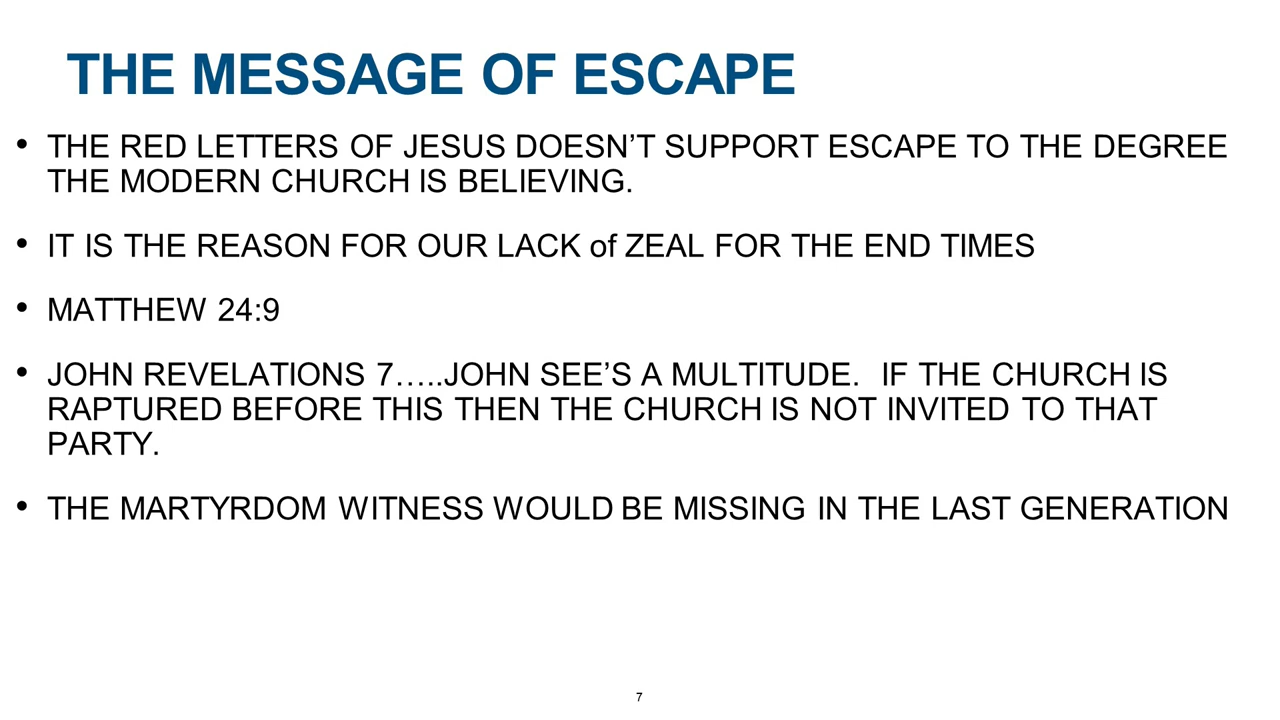 THE MESSAGE OF ESCAPE
• THE RED LETTERS OF JESUS DOESN’T SUPPORT ESCAPE TO THE DEGREE
THE MODERN CHURCH IS BELIEVING.
• IT IS THE REASON FOR OUR LACK of ZEAL FOR THE END TIMES
• MATTHEW 24:9
• JOHN REVELATIONS 7…..JOHN SEE’S A MULTITUDE.  IF THE CHURCH IS
RAPTURED BEFORE THIS THEN THE CHURCH IS NOT INVITED TO THAT
PARTY.
• THE MARTYRDOM WITNESS WOULD BE MISSING IN THE LAST GENERATION
7